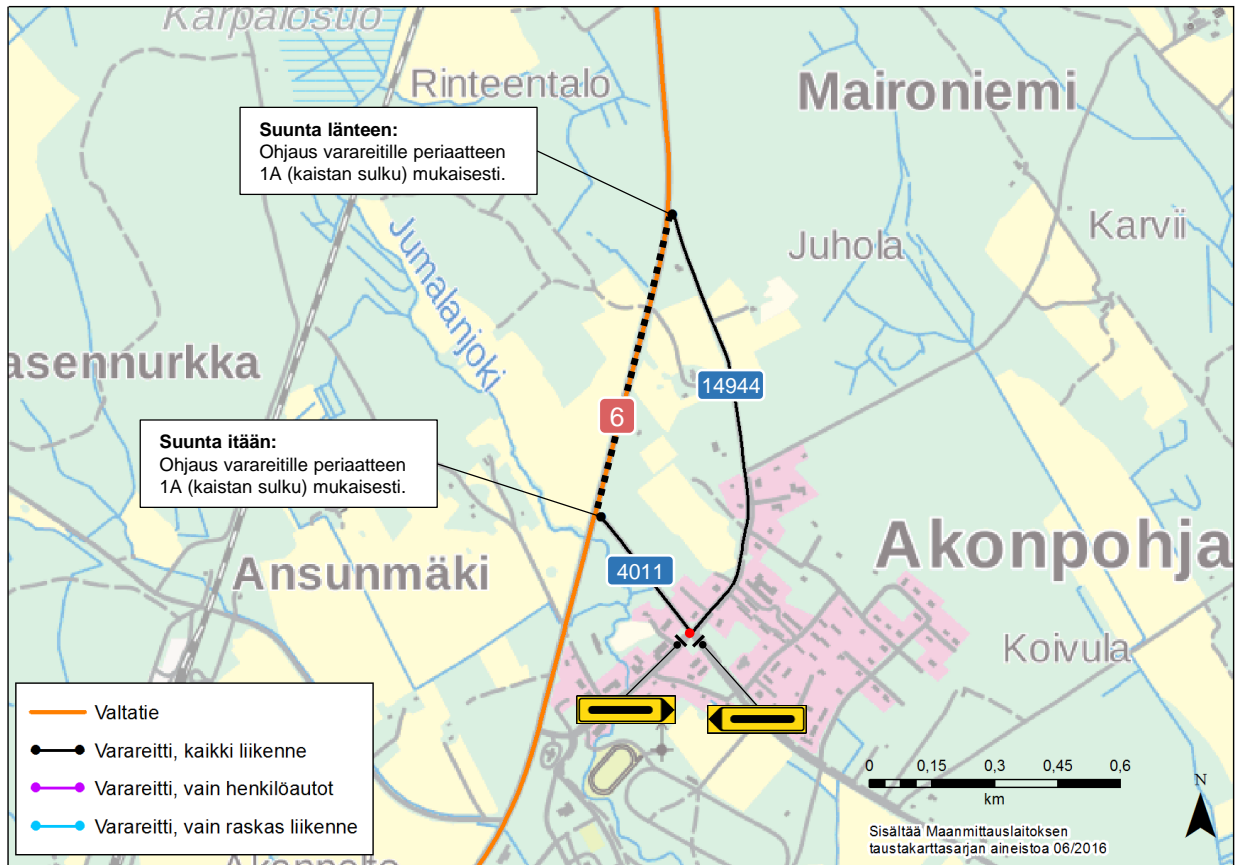 Karpalosuo
Rinteentalo
Maironiemi
Suunta länteen:
Ohjaus varareitille periaatteen
1A (kaistan sulku) mukaisesti.
Jumalanjoki
Juhola
Karvii
asennurkka
14944
6
Suunta itään:
Ohjaus varareitille periaatteen
1A (kaistan sulku) mukaisesti.
Ansunmäki
4011
Akonpohja
Koivula
Valtatie
Varareitti, kaikki liikenne
Varareitti, vain henkilöautot
Varareitti, vain raskas liikenne
0 0,15 0,3 0,45 0,6
km
N
Sisältää Maanmittauslaitoksen
taustakarttasarjan aineistoa 06/2016